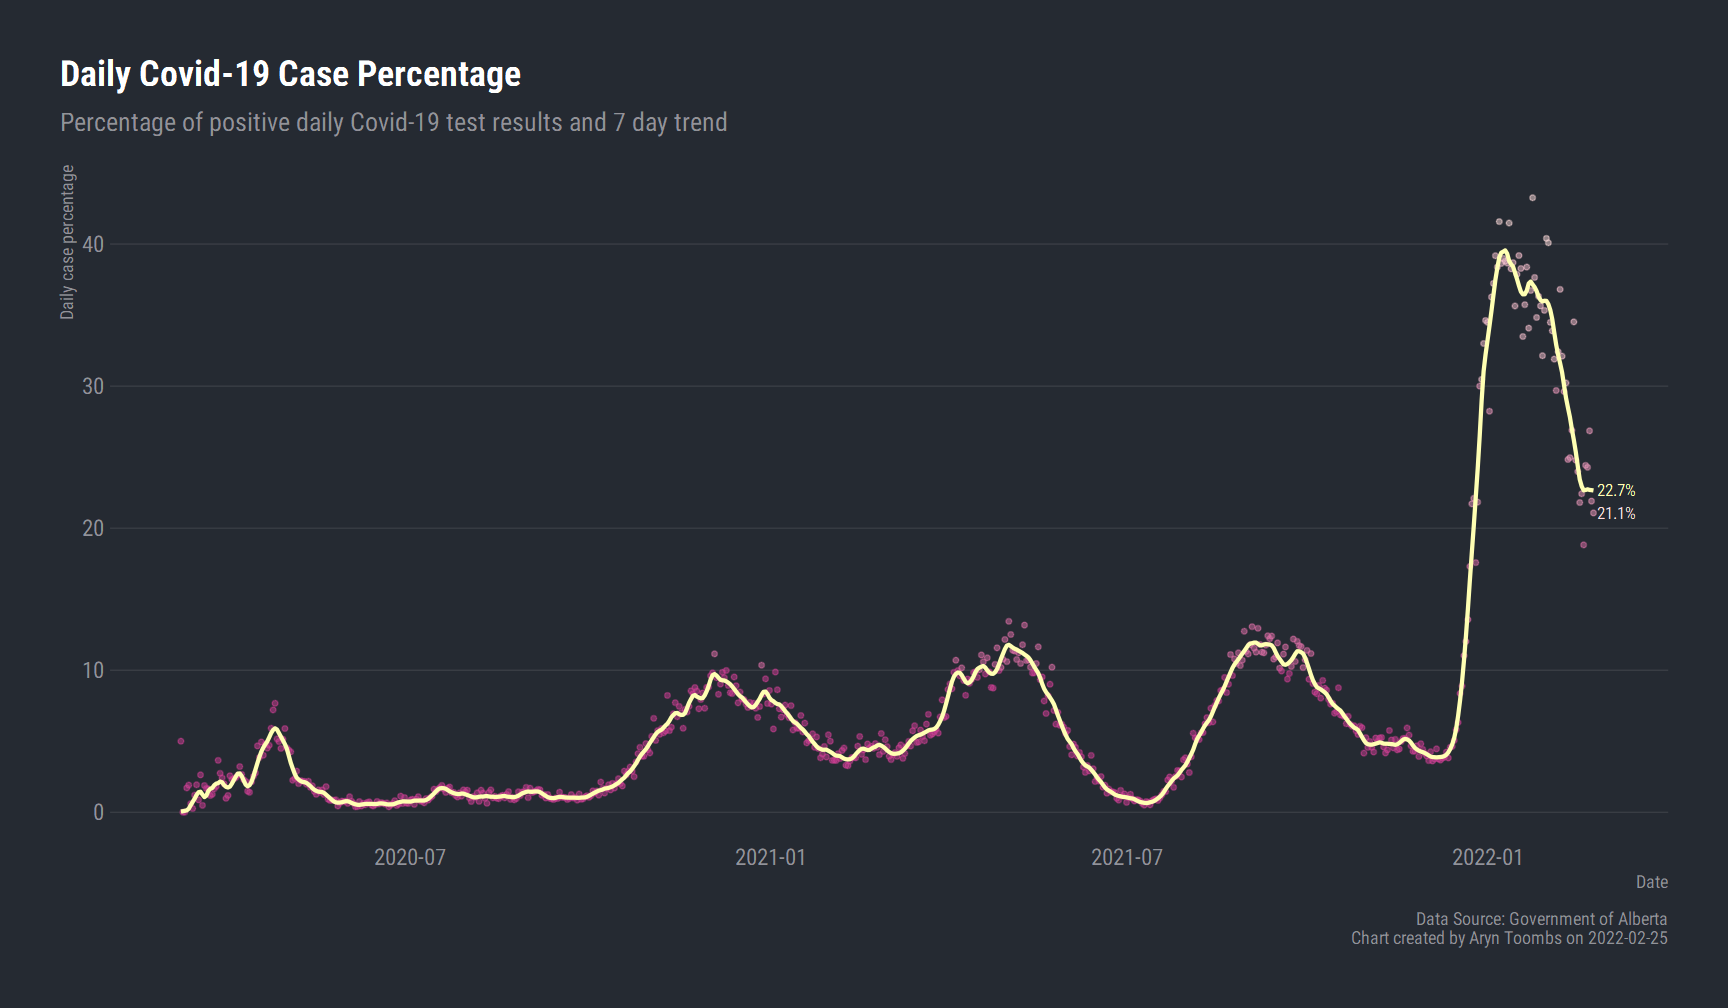 Daily Covid-19 Case Percentage
Percentage of positive daily Covid-19 test results and 7 day trend
Daily case percentage
40
30
20
10
0
22.7%
21.1%
2020-07
2021-01
2021-07
2022-01
Date
Data Source: Government of Alberta
Chart created by Aryn Toombs on 2022-02-25